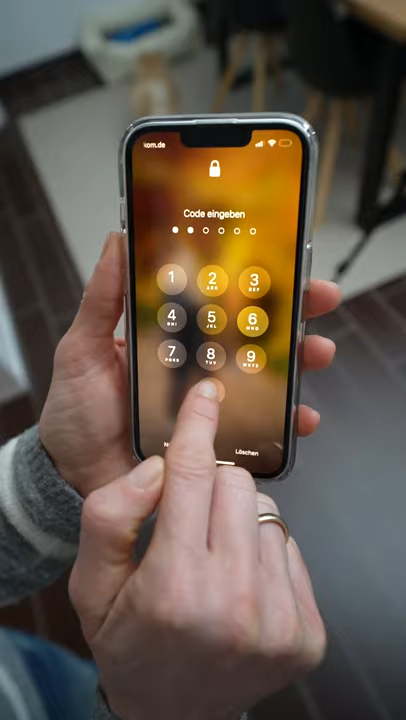 kom.de
Code eingeben
1 2 3
ABC DEF
4 5 6
GHI JKL MNO
7 8 9
PQRS TUV WXYZ
Löschen